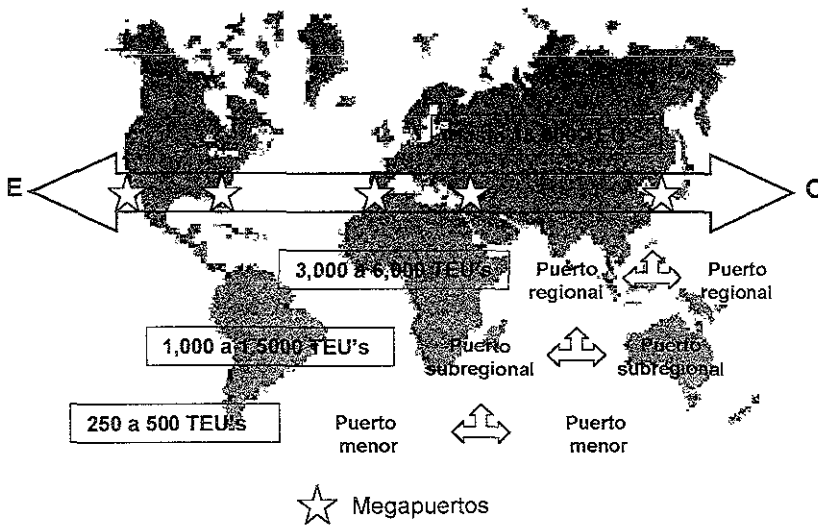 E
O
3,000 a 6,000 TEU's
Puerto
regional
Puerto
regional
1,000 a 1,5000 TEU's
Puerto
subregional
Puerto
subregional
250 a 500 TEU's
Puerto
menor
Puerto
menor
Megapuertos